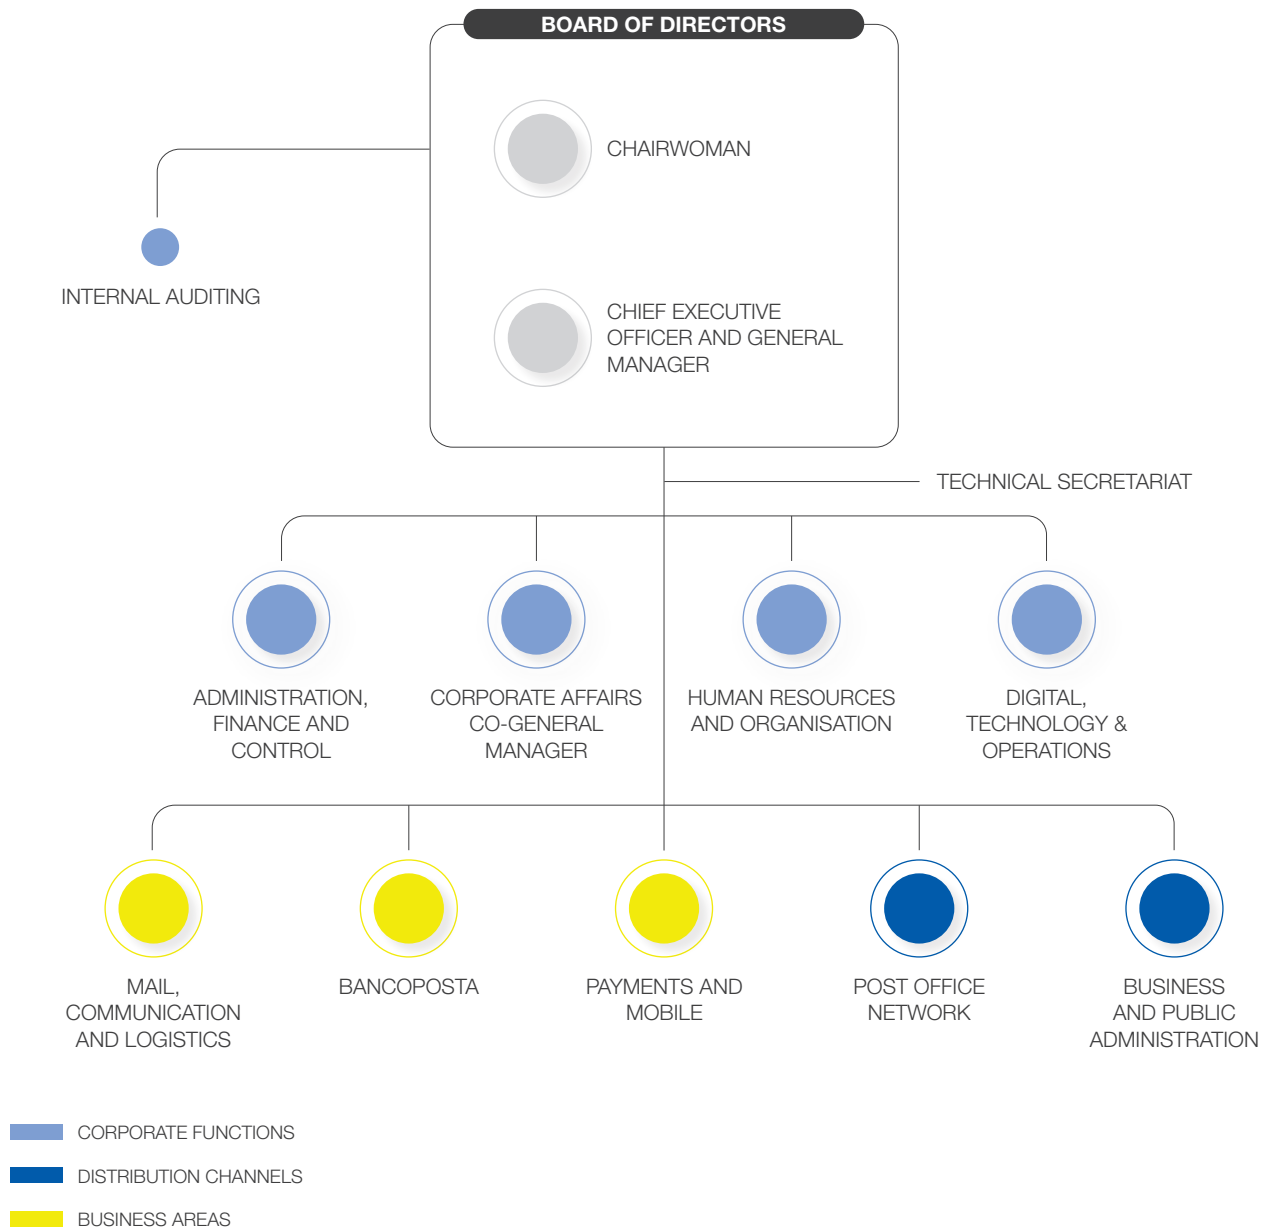 BOARD OF DIRECTORS
CHAIRWOMAN
INTERNAL AUDITING
CHIEF EXECUTIVE
OFFICER AND GENERAL
MANAGER
TECHNICAL SECRETARIAT
ADMINISTRATION,
FINANCE AND
CONTROL
CORPORATE AFFAIRS
CO-GENERAL
MANAGER
HUMAN RESOURCES
AND ORGANISATION
DIGITAL,
TECHNOLOGY &
OPERATIONS
MAIL,
COMMUNICATION
AND LOGISTICS
BANCOPOSTA
PAYMENTS AND
MOBILE
POST OFFICE
NETWORK
BUSINESS
AND PUBLIC
ADMINISTRATION
CORPORATE FUNCTIONS
DISTRIBUTION CHANNELS
BUSINESS AREAS